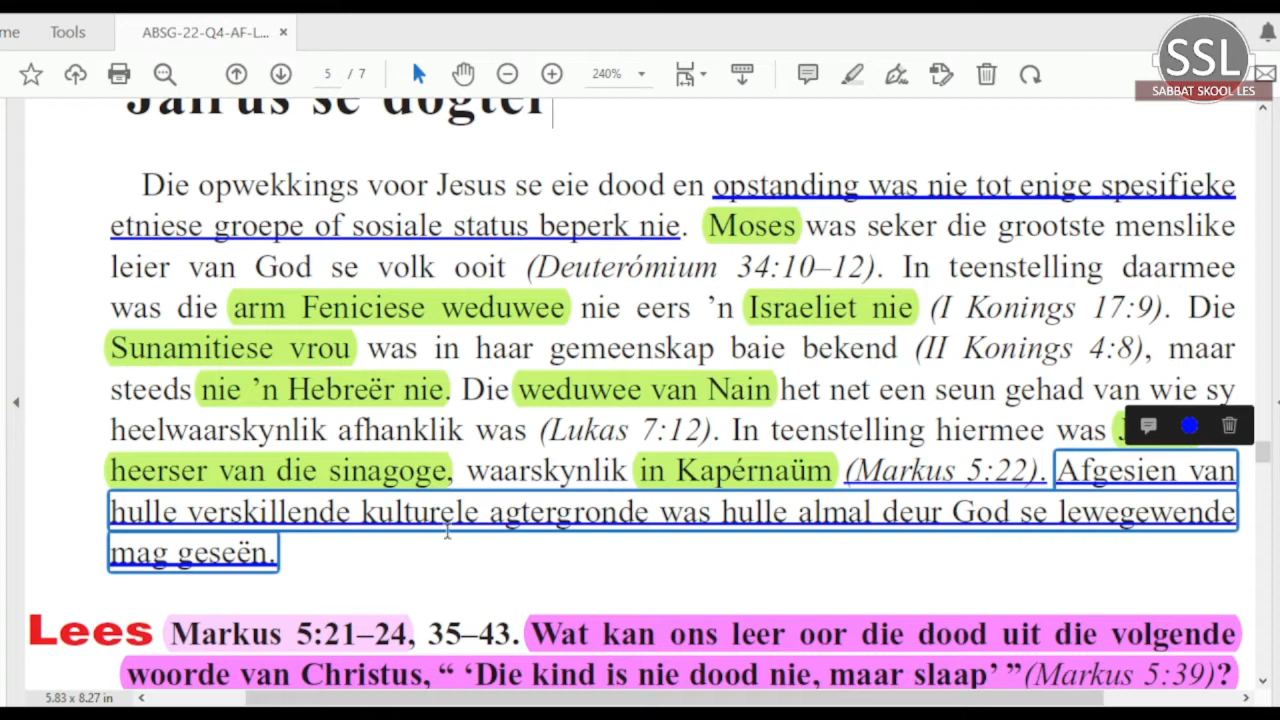 me Tools ABSG-22-Q4-AF-L... ×
SSL
SABBAT SKOOL LES
5 / 7 240%
Jaïrus se dogter
Die opwekkings voor Jesus se eie dood en opstanding was nie tot enige spesifieke
etniese groepe of sosiale status beperk nie. Moses was seker die grootste menslike
leier van God se volk ooit (Deuterómium 34:10–12). In teenstelling daarmee
was die arm Feniciese weduwee nie eers ’n Israeliet nie (I Konings 17:9). Die
Sunamitiese vrou was in haar gemeenskap baie bekend (II Konings 4:8), maar
steeds nie ’n Hebreër nie. Die weduwee van Nain het net een seun gehad van wie sy
heelwaarskynlik afhanklik was (Lukas 7:12). In teenstelling hiermee was
heerser van die sinagoge, waarskynlik in Kapérnaüm (Markus 5:22). Afgesien van
hulle verskillende kulturele agtergronde was hulle almal deur God se lewegewende
mag geseën.
Lees Markus 5:21–24, 35–43. Wat kan ons leer oor die dood uit die volgende
woorde van Christus, “ ‘Die kind is nie dood nie, maar slaap’ ” (Markus 5:39)?
5.83 x 8.27 in